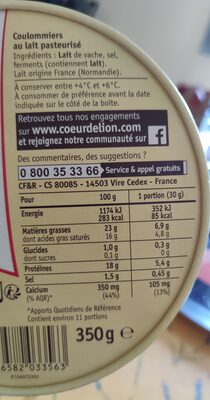 Coulommiers
au lait pasteurisé
Ingrédients : Lait de vache, sel,
ferments (contiennent lait).
Lait origine France (Normandie).
À conserver entre +4°C et +6°C.
À consommer de préférence avant la date
indiquée sur le côté de la boîte.
Retrouvez tous nos engagements
sur www.coeurdelion.com
et rejoignez notre communauté sur f
Des commentaires, des suggestions ?
0 800 35 33 66 Service & appel gratuits
CF&R - CS 80085 - 14503 Vire Cedex - France
Pour 100 g 1 portion (30 g)
Energie 1174 kJ 352 kJ
283 kcal 85 kcal
Matières grasses 23 g 6,9 g
dont acides gras saturés 16 g 4,8 g
Glucides 1,0 g 0,3 g
dont sucres 0,1 g 0 g
Protéines 18 g 5,4 g
Sel 1,5 g 0,45 g
Calcium 350 mg 105 mg
(% AQR)* (44%) (13%)
*Apports Quotidiens de Référence
Contient environ 11 portions
350 g e
6582 033563